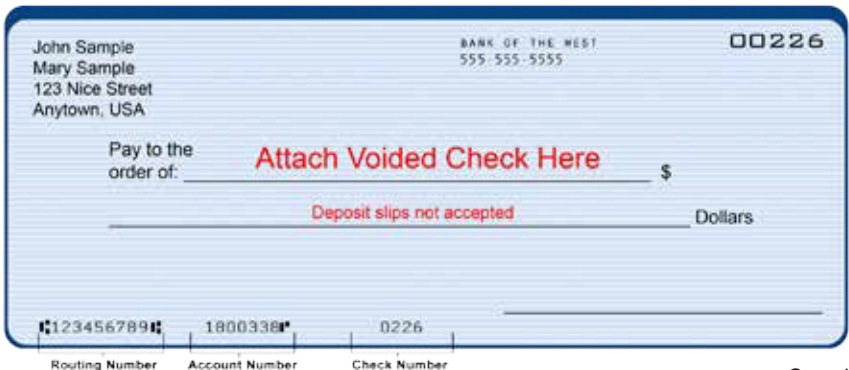 John Sample
Mary Sample
123 Nice Street
Anytown, USA
BANK OF THE WEST
555 555 5555
00226
Pay to the
order of: Attach Voided Check Here $
Deposit slips not accepted Dollars
⑆123456789⑆ 1800338⑈ 0226
Routing Number Account Number Check Number